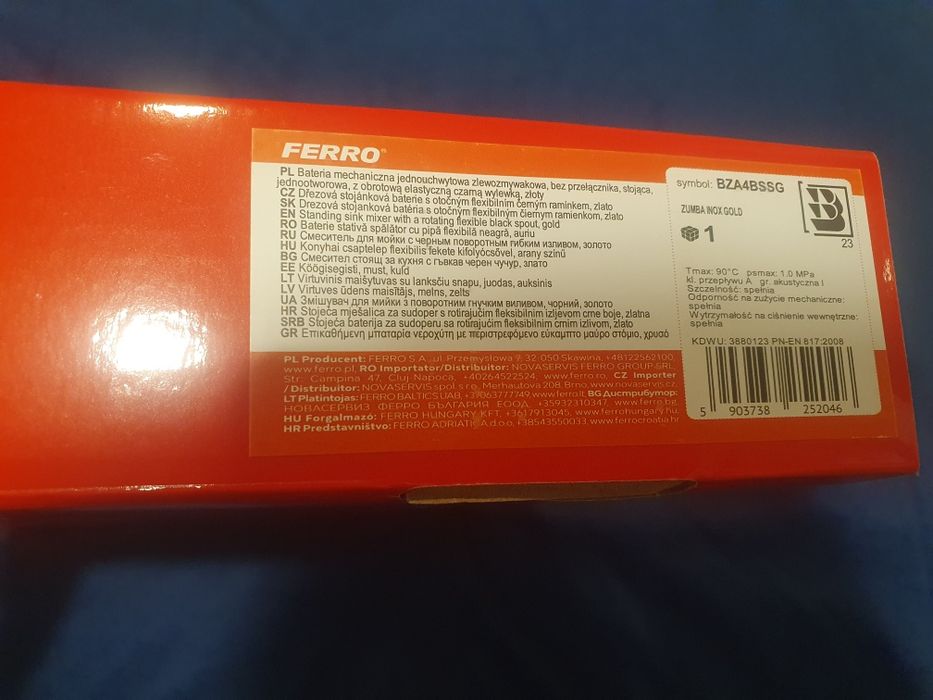 FERRO®
PL Bateria mechaniczna jednouchwytowa zlewozmywakowa, bez przełącznika, stojąca,
jednootworowa, z obrotową elastyczną czarną wylewką, złoty
CZ Dřezová stojánková baterie s otočným flexibilním černým ramínkem, zlato
SK Drezová stojanková batéria s otočným flexibilným čiernym ramienkom, zlato
EN Standing sink mixer with a rotating flexible black spout, gold
RO Baterie stativă spălător cu pipă flexibilă neagră, auriu
RU Смеситель для мойки с черным поворотным гибким изливом, золото
HU Konyhai csaptelep flexibilis fekete kifolyócsővel, arany színű
BG Смесител стоящ за кухня с гъвкав черен чучур, злато
EE Köögisegisti, must, kuld
LT Virtuvinis maišytuvas su lanksčiu snapu, juodas, auksinis
LV Virtuves ūdens maisītājs, melns, zelts
UA Змішувач для мийки з поворотним гнучким виливом, чорний, золото
HR Stojeća mješalica za sudoper s rotirajućim fleksibilnim izljevom crne boje, zlatna
SRB Stojeća baterija za sudoperu sa rotirajućim fleksibilnim crnim izlivom, zlato
GR Επικαθήμενη μπαταρία νεροχύτη με περιστρεφόμενο εύκαμπτο μαύρο στόμιο, χρυσό
PL Producent: FERRO S.A., ul. Przemysłowa 7, 32 050 Skawina, +48122562100,
www.ferro.pl, RO Importator/Distribuitor: NOVASERVIS FERRO GROUP SRL,
Str. Câmpina 47, Cluj-Napoca, +40264522524, www.ferro.ro, CZ Importer
/ Distributor: NOVASERVIS spol. s r.o., Merhautova 208, Brno, www.novaservis.cz,
LT Platintojas: FERRO BALTICS UAB, +37063777749 www.ferro.lt, BG Дистрибутор:
НОВАСЕРВИЗ ФЕРРО БЪЛГАРИЯ ЕООД, +35932310347, www.ferro.bg,
HU Forgalmazó: FERRO HUNGARY KFT, +3617913045, www.ferrohungary.hu,
HR Predstavništvo: FERRO ADRIATICA d.o.o, +38543550033, www.ferrocroatia.hr
symbol: BZA4BSSG
ZUMBA INOX GOLD
1
B
23
Tmax: 90°C psmax: 1.0 MPa
kl. przepływu A gr. akustyczna I
Szczelność: spełnia
Odporność na zużycie mechaniczne:
spełnia
Wytrzymałość na ciśnienie wewnętrzne:
spełnia
KDWU: 3880123 PN-EN 817:2008
5 903738 252046